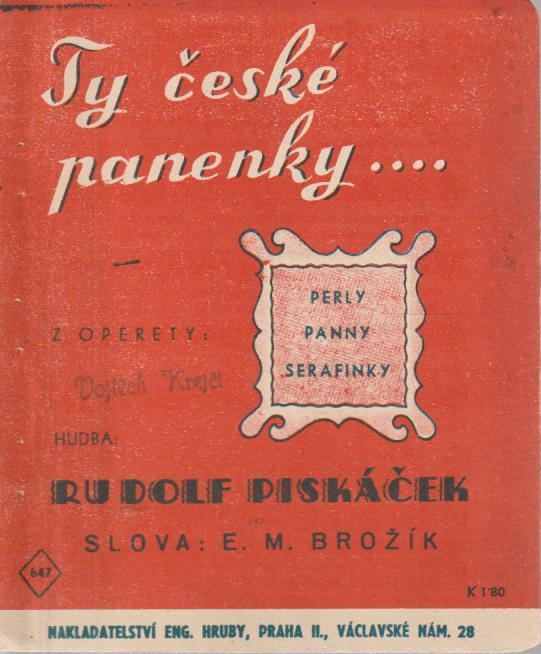 Ty české
panenky....
PERLY
PANNY
SERAFINKY
Z OPERETY:
Vojtěch Krejčí
HUDBA:
RUDOLF PISKÁČEK
SLOVA: E. M. BROŽÍK
647
K 1'80
NAKLADATELSTVÍ ENG. HRUBY, PRAHA II., VÁCLAVSKÉ NÁM. 28